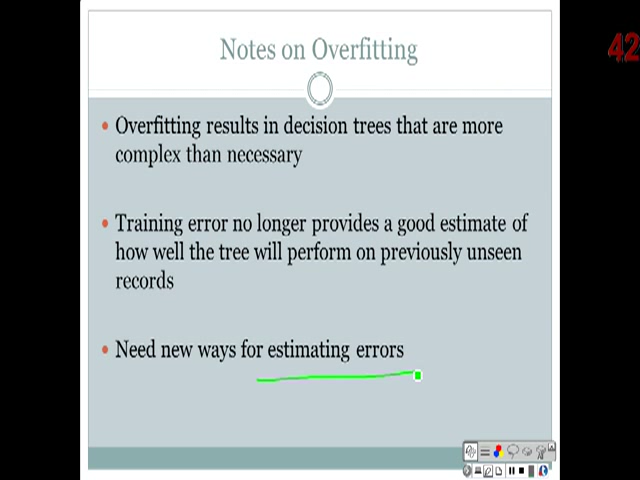 Notes on Overfitting
42
• Overfitting results in decision trees that are more
complex than necessary
• Training error no longer provides a good estimate of
how well the tree will perform on previously unseen
records
• Need new ways for estimating errors